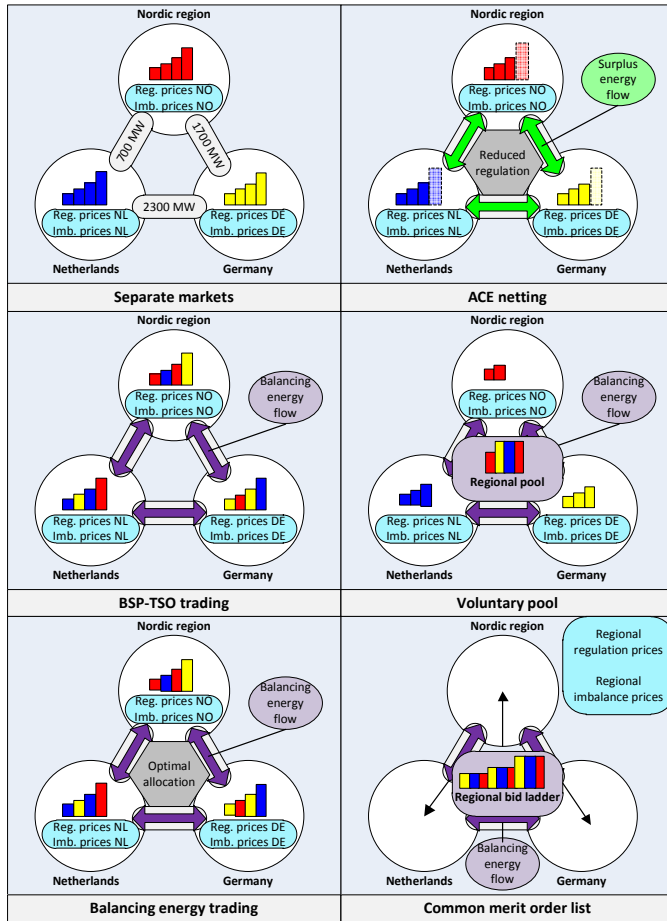 Nordic region
Reg. prices NO
Imb. prices NO
700 MW
1700 MW
2300 MW
Reg. prices NL
Imb. prices NL
Reg. prices DE
Imb. prices DE
Netherlands
Germany
Separate markets
Nordic region
Surplus
energy
flow
Reg. prices NO
Imb. prices NO
Reduced
regulation
Reg. prices NL
Imb. prices NL
Reg. prices DE
Imb. prices DE
Netherlands
Germany
ACE netting
Nordic region
Balancing
energy
flow
Reg. prices NO
Imb. prices NO
Reg. prices NL
Imb. prices NL
Reg. prices DE
Imb. prices DE
Netherlands
Germany
BSP-TSO trading
Nordic region
Balancing
energy
flow
Reg. prices NO
Imb. prices NO
Regional pool
Reg. prices NL
Imb. prices NL
Reg. prices DE
Imb. prices DE
Netherlands
Germany
Voluntary pool
Nordic region
Balancing
energy
flow
Reg. prices NO
Imb. prices NO
Optimal
allocation
Reg. prices NL
Imb. prices NL
Reg. prices DE
Imb. prices DE
Netherlands
Germany
Balancing energy trading
Nordic region
Regional
regulation prices
Regional
imbalance prices
Regional bid ladder
Balancing
energy
flow
Netherlands
Germany
Common merit order list